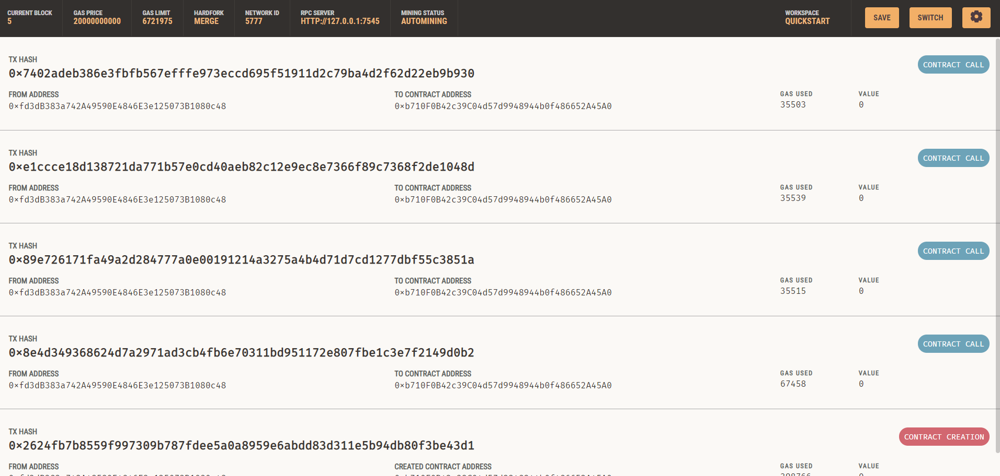 CURRENT BLOCK GAS PRICE GAS LIMIT HARDFORK NETWORK ID RPC SERVER MINING STATUS WORKSPACE
5 20000000000 6721975 MERGE 5777 HTTP://127.0.0.1:7545 AUTOMINING QUICKSTART SAVE SWITCH
TX HASH
0×7402adeb386e3fbfb567efffe973eccd695f51911d2c79ba4d2f62d22eb9b930 CONTRACT CALL
FROM ADDRESS TO CONTRACT ADDRESS GAS USED VALUE
0×fd3dB383a742A49590E4846E3e125073B1080c48 0×b710F0B42c39C04d57d9948944b0f486652A45A0 35503 0
TX HASH
0×e1ccce18d138721da771b57e0cd40aeb82c12e9ec8e7366f89c7368f2de1048d CONTRACT CALL
FROM ADDRESS TO CONTRACT ADDRESS GAS USED VALUE
0×fd3dB383a742A49590E4846E3e125073B1080c48 0×b710F0B42c39C04d57d9948944b0f486652A45A0 35539 0
TX HASH
0×89e726171fa49a2d284777a0e00191214a3275a4b4d71d7cd1277dbf55c3851a CONTRACT CALL
FROM ADDRESS TO CONTRACT ADDRESS GAS USED VALUE
0×fd3dB383a742A49590E4846E3e125073B1080c48 0×b710F0B42c39C04d57d9948944b0f486652A45A0 35515 0
TX HASH
0×8e4d349368624d7a2971ad3cb4fb6e70311bd951172e807fbe1c3e7f2149d0b2 CONTRACT CALL
FROM ADDRESS TO CONTRACT ADDRESS GAS USED VALUE
0×fd3dB383a742A49590E4846E3e125073B1080c48 0×b710F0B42c39C04d57d9948944b0f486652A45A0 67458 0
TX HASH
0×2624fb7b8559f997309b787fdee5a0a8959e6abdd83d311e5b94db80f3be43d1 CONTRACT CREATION
FROM ADDRESS CREATED CONTRACT ADDRESS GAS USED VALUE